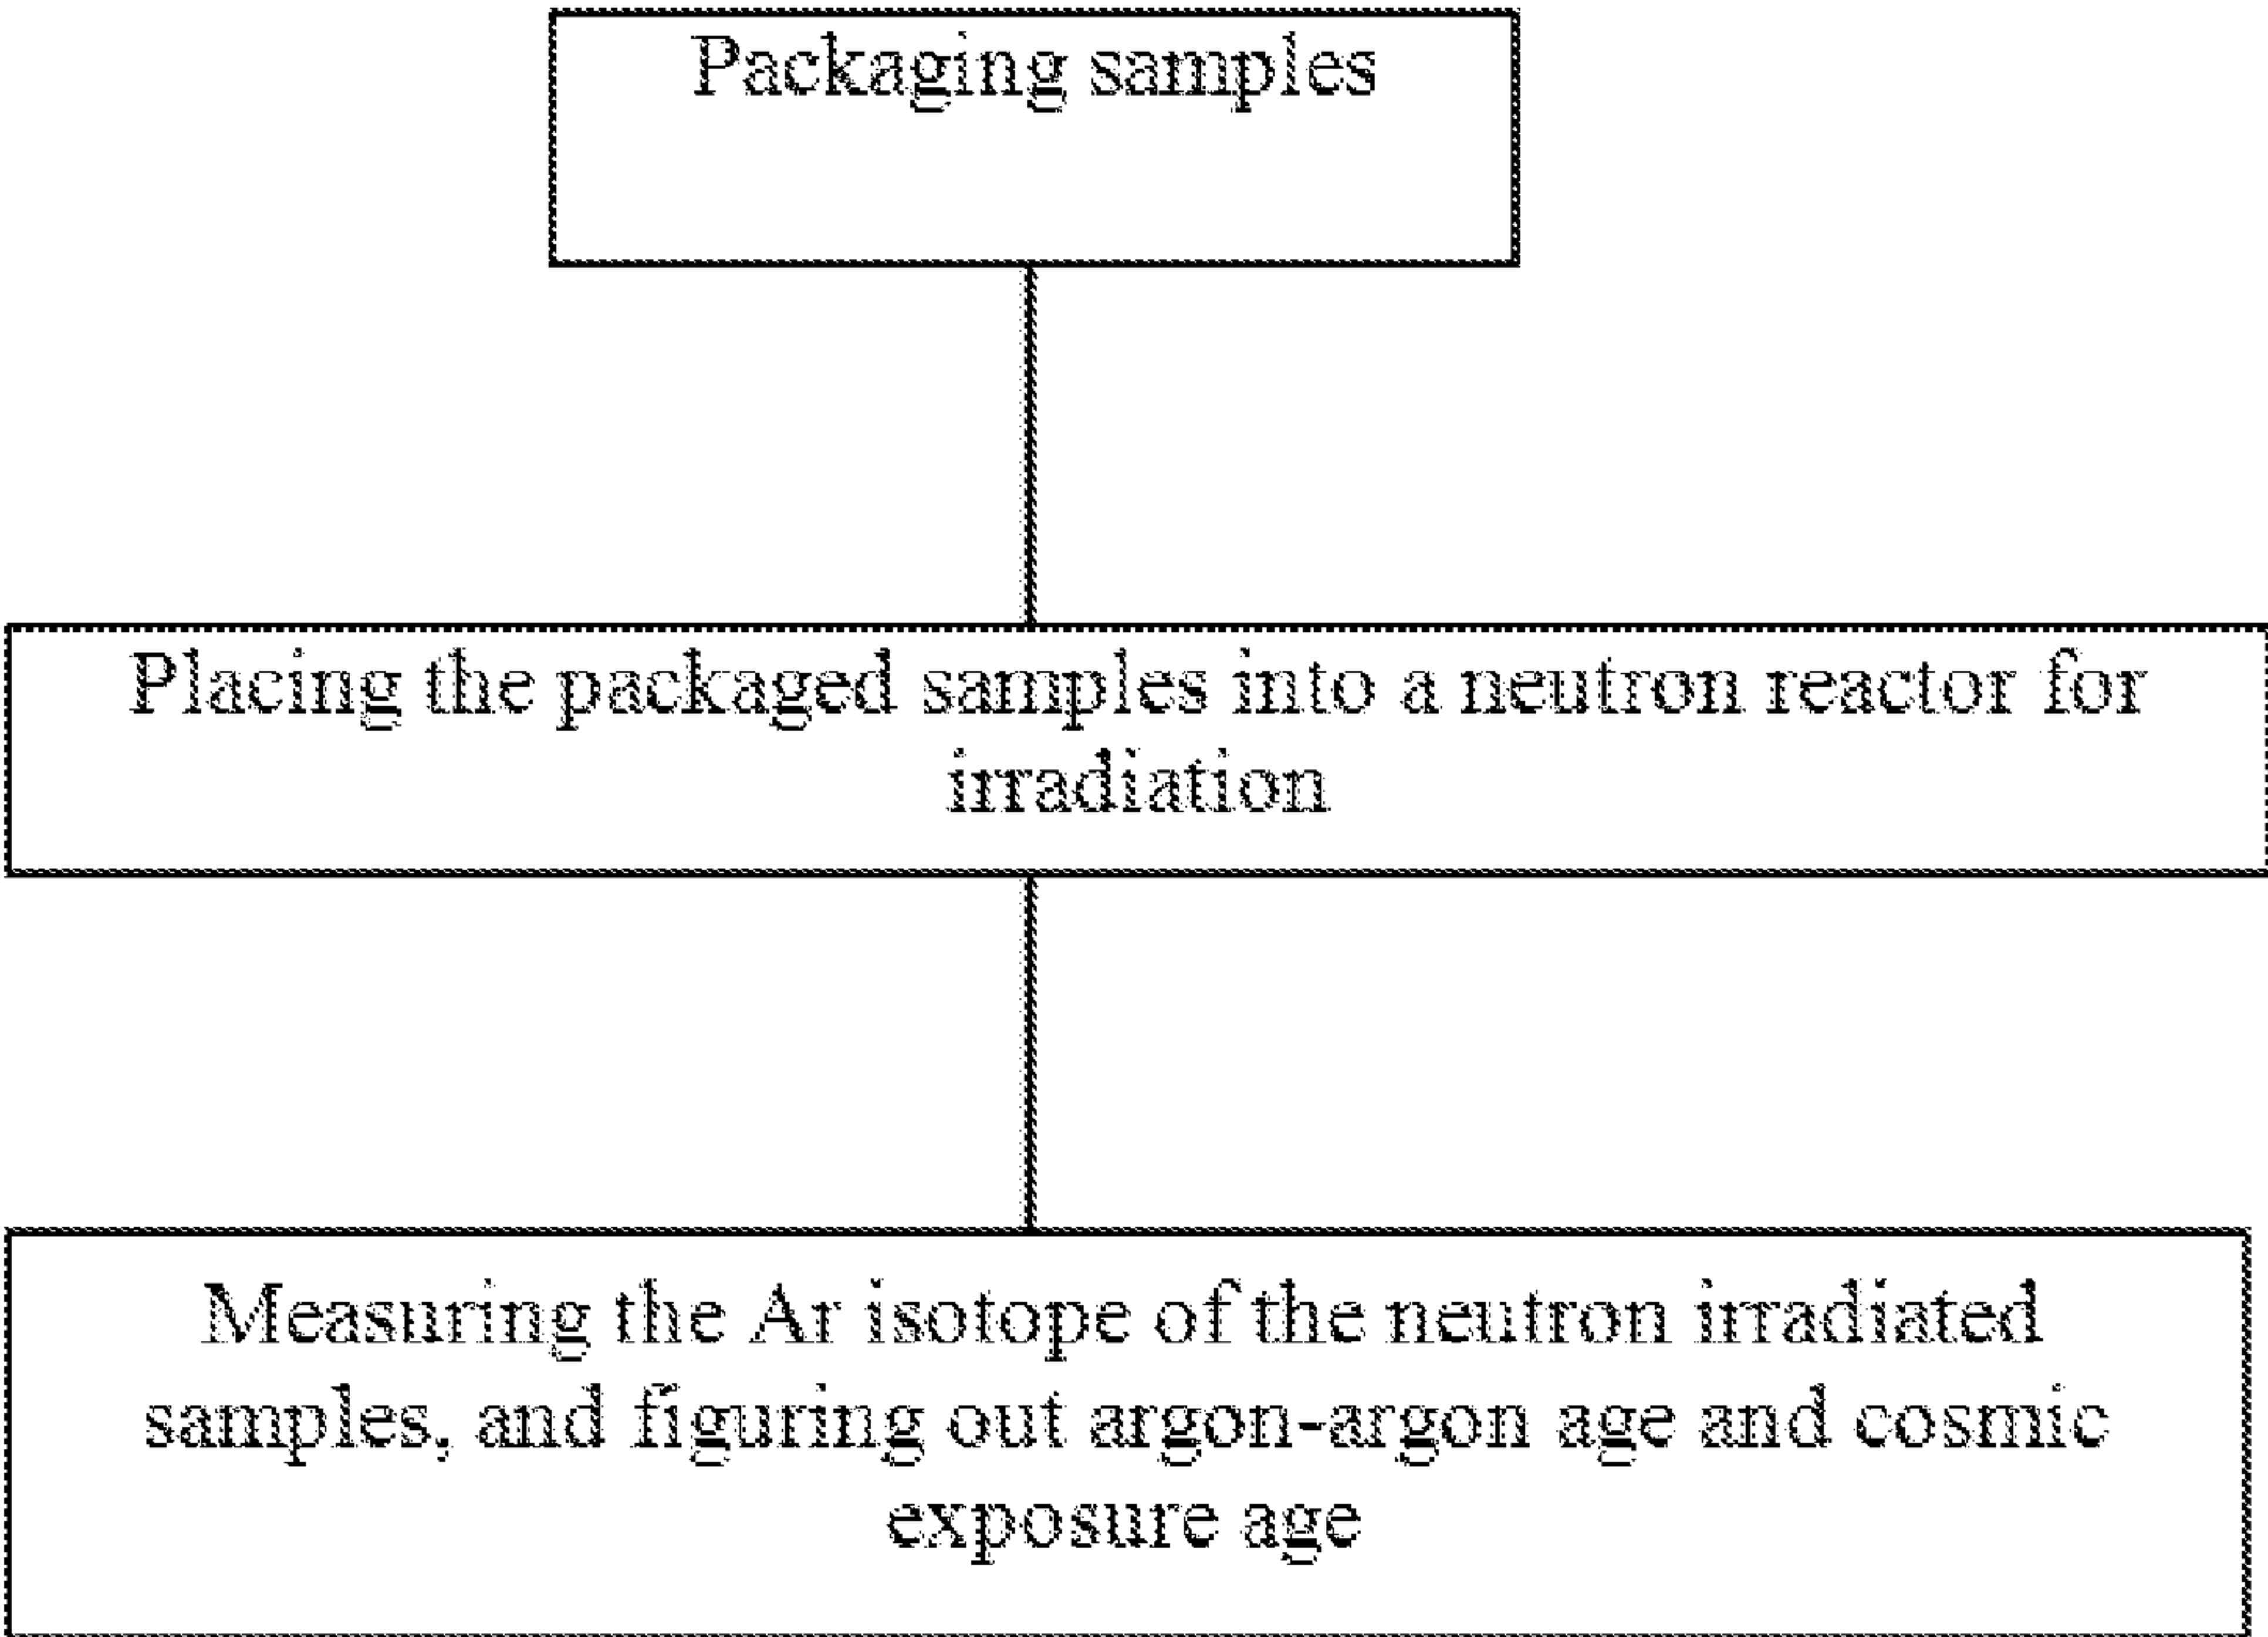 Packaging samples
Placing the packaged samples into a neutron reactor for
irradiation
Measuring the Ar isotope of the neutron irradiated
samples, and figuring out argon-argon age and cosmic
exposure age